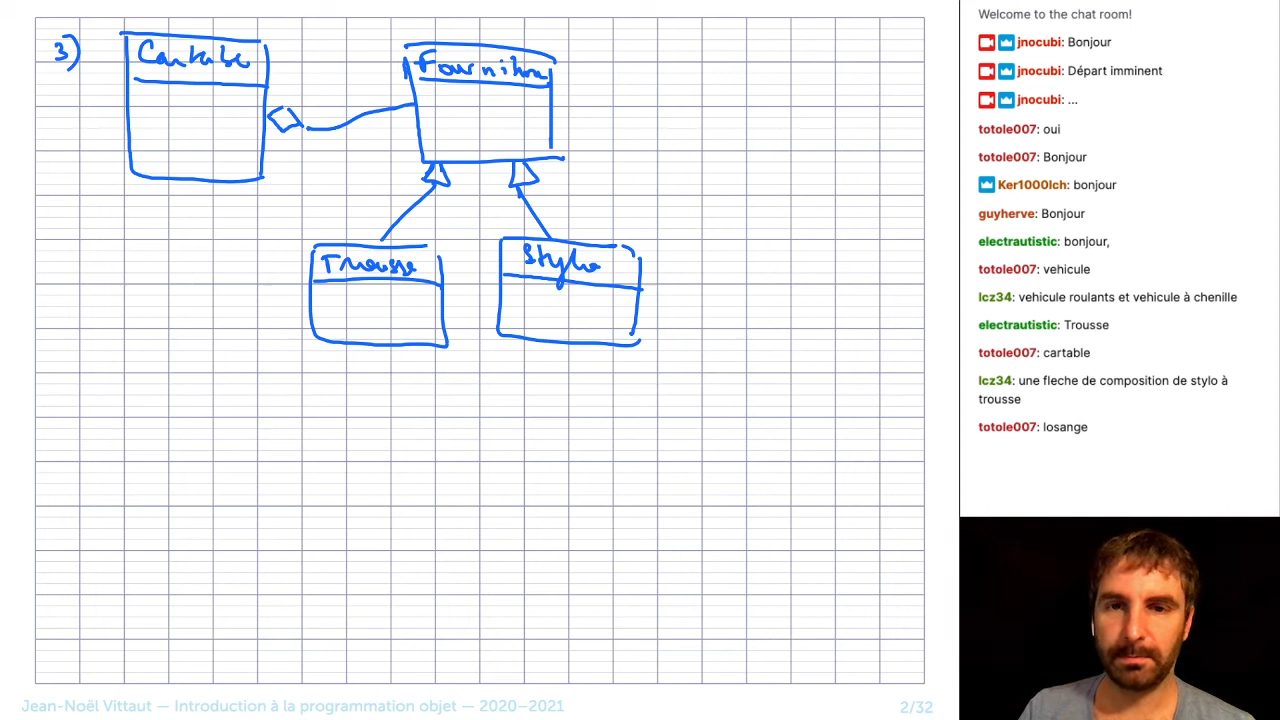 3)
Cartable
Fourniture
Trousse
Stylo
Jean-Noël Vittaut — Introduction à la programmation objet — 2020–2021
2/32
Welcome to the chat room!
jnocubi: Bonjour
jnocubi: Départ imminent
jnocubi: ...
totole007: oui
totole007: Bonjour
Ker1000lch: bonjour
guyherve: Bonjour
electrautistic: bonjour,
totole007: vehicule
lcz34: vehicule roulants et vehicule à chenille
electrautistic: Trousse
totole007: cartable
lcz34: une fleche de composition de stylo à
trousse
totole007: losange